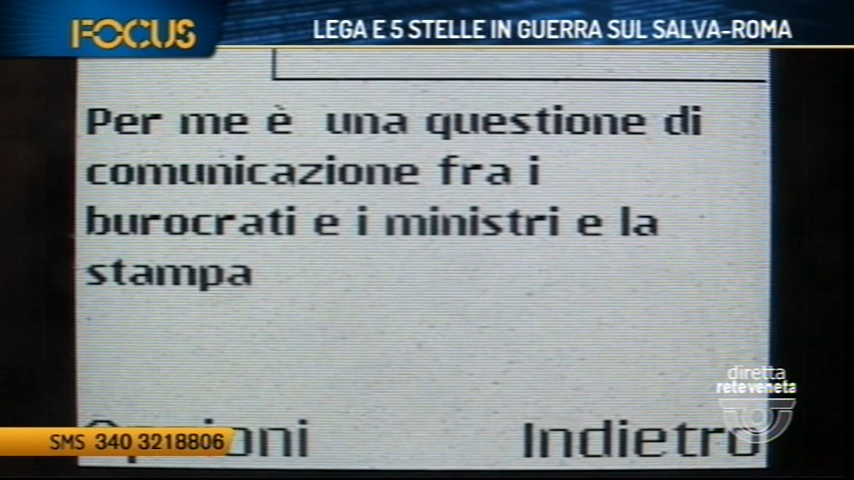 FOCUS
LEGA E 5 STELLE IN GUERRA SUL SALVA-ROMA
Per me è una questione di
comunicazione fra i
burocrati e i ministri e la
stampa
diretta
reteveneta
Opzioni Indietro
SMS 340 3218806